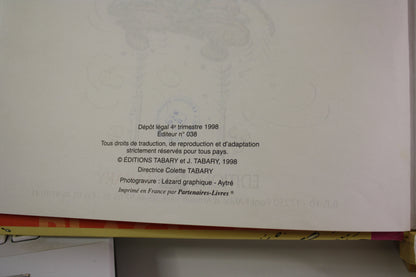 Dépôt légal 4e trimestre 1998
Éditeur n° 038
Tous droits de traduction, de reproduction et d'adaptation
strictement réservés pour tous pays.
© ÉDITIONS TABARY et J. TABARY, 1998
Directrice Colette TABARY
Photogravure : Lézard graphique - Aytré
Imprimé en France par Partenaires-Livres ®